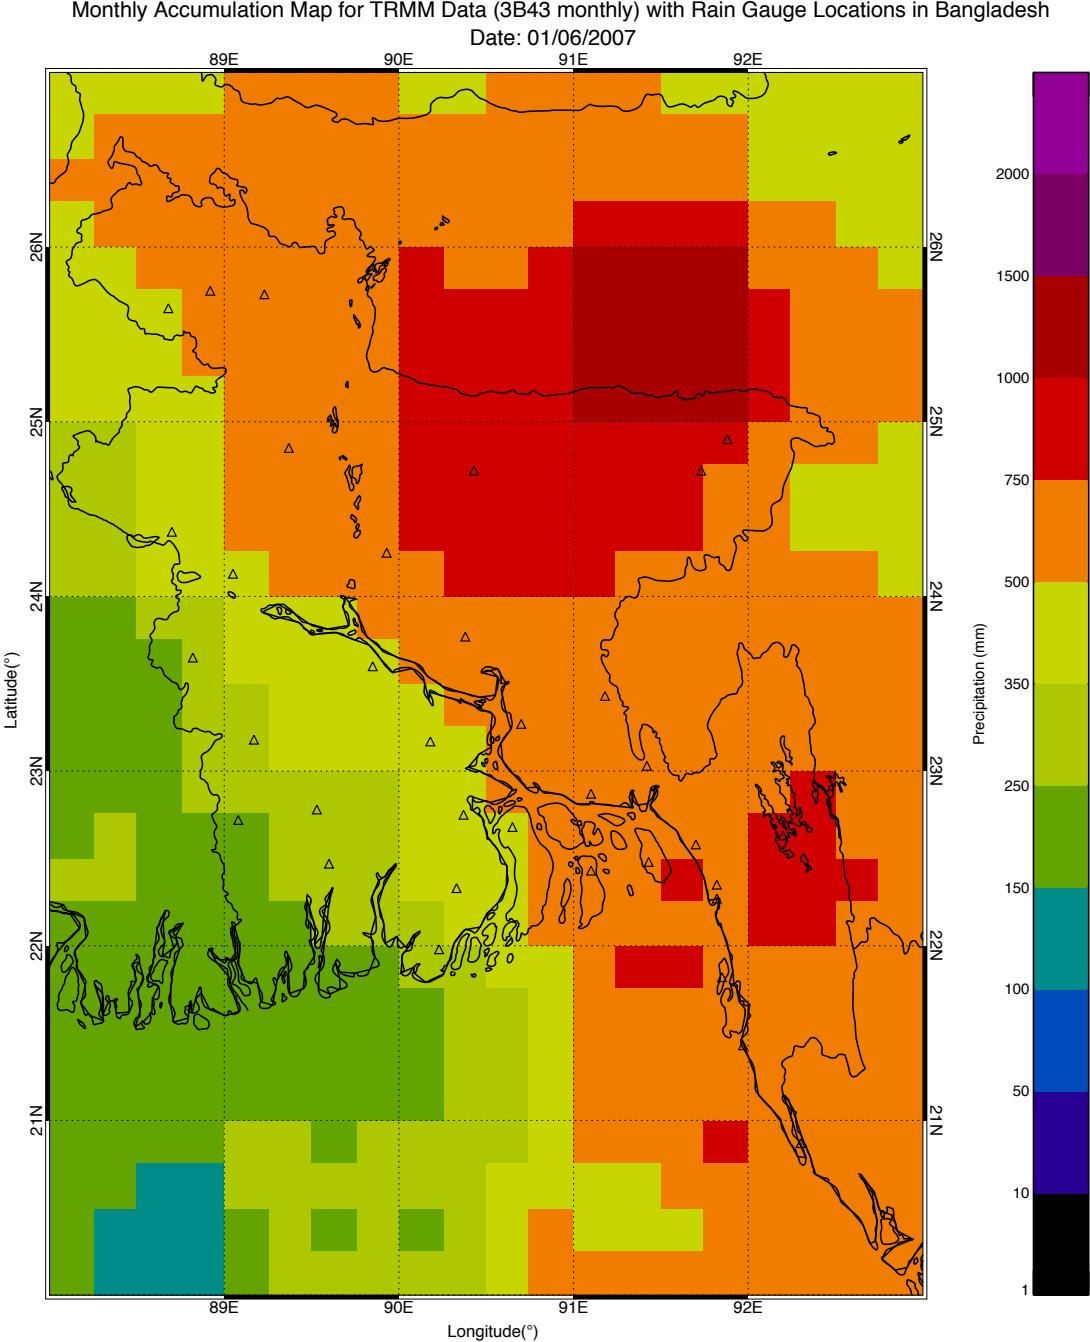 Monthly Accumulation Map for TRMM Data (3B43 monthly) with Rain Gauge Locations in Bangladesh
Date: 01/06/2007
89E 90E 91E 92E
26N 26N
25N 25N
24N 24N
23N 23N
22N 22N
21N 21N
Latitude(°)
89E 90E 91E 92E
Longitude(°)
2000
1500
1000
750
500
350
250
150
100
50
10
1
Precipitation (mm)